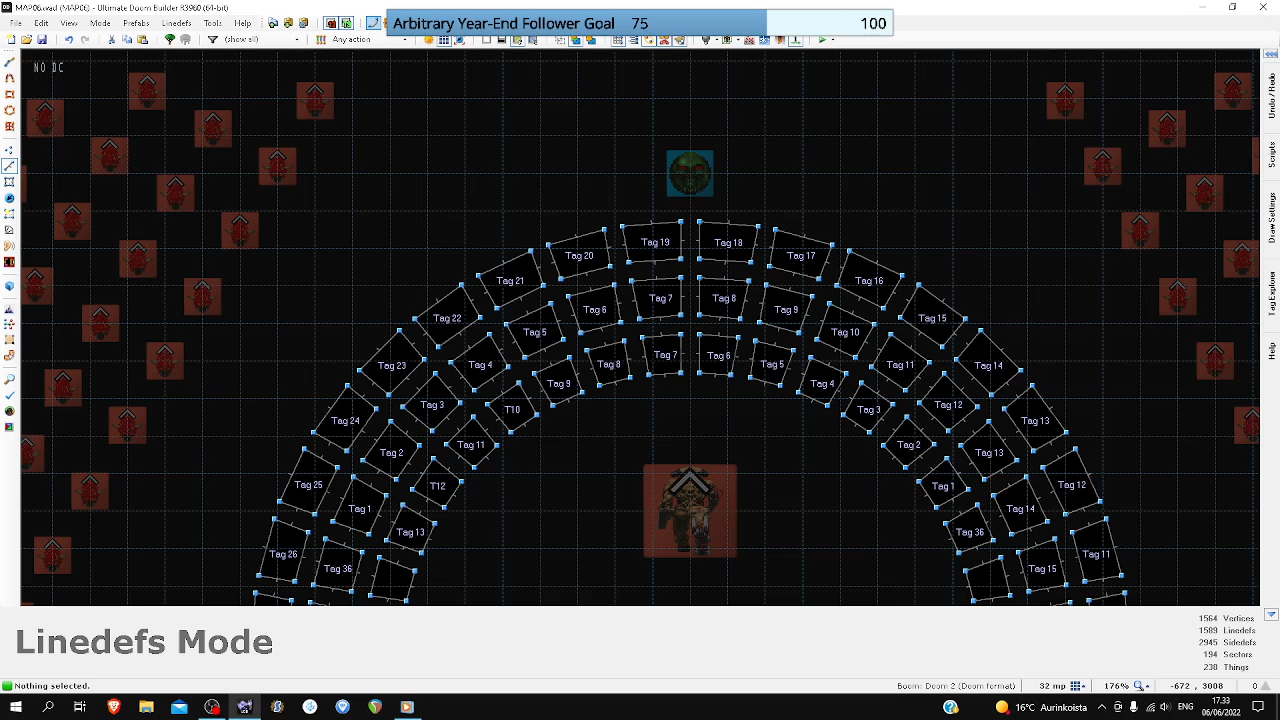 MAP06.wad (MAP06) - Ultimate Doom Builder R3960 (64-bit)
File Edit View Mode Prefabs Linedefs Tools Help
Arbitrary Year-End Follower Goal 75 100
(show all) Any action
NO DC
Tag 19 Tag 18
Tag 20 Tag 17
Tag 21 Tag 16
Tag 7 Tag 8
Tag 6 Tag 9
Tag 22 Tag 15
Tag 5 Tag 10
Tag 7 Tag 6
Tag 8 Tag 5
Tag 23 Tag 4 Tag 11 Tag 14
Tag 9 Tag 4
Tag 3 T10 Tag 3 Tag 12
Tag 24 Tag 13
Tag 11 Tag 2
Tag 2 Tag 13
Tag 25 T12 Tag 1 Tag 12
Tag 1 Tag 14
Tag 13 Tag 36
Tag 26 Tag 11
Tag 36 Tag 15
Undo / Redo
Scripts
Draw Settings
Tag Explorer
Help
Linedefs Mode
1564 Vertices
1589 Linedefs
2945 Sidedefs
194 Sectors
230 Things
Nothing selected. Boom: Doom 2 (Doom format) 32 mp 176% -672 , 3008 0
16°C Aurinkoista ENG 17.33
06/06/2022